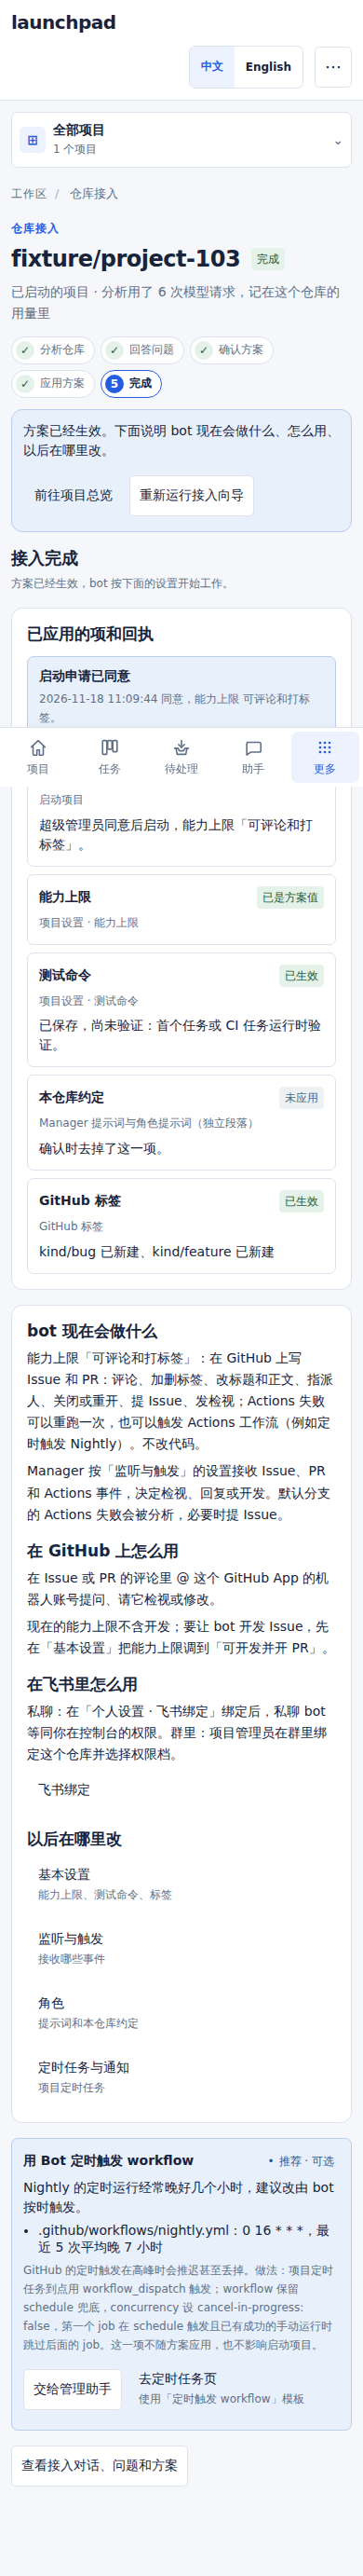 launchpad
中文 English ···
全部项目
1 个项目
工作区 / 仓库接入
仓库接入
fixture/project-103 完成
已启动的项目 · 分析用了 6 次模型请求，记在这个仓库的
用量里
✓ 分析仓库 ✓ 回答问题 ✓ 确认方案
✓ 应用方案 5 完成
方案已经生效。下面说明 bot 现在会做什么、怎么用、
以后在哪里改。
前往项目总览 重新运行接入向导
接入完成
方案已经生效，bot 按下面的设置开始工作。
已应用的项和回执
启动申请已同意
2026-11-18 11:09:44 同意，能力上限 可评论和打标
签。
项目 任务 待处理 助手 更多
启动项目
超级管理员同意后启动，能力上限「可评论和打
标签」。
能力上限 已是方案值
项目设置 · 能力上限
测试命令 已生效
项目设置 · 测试命令
已保存，尚未验证：首个任务或 CI 任务运行时验
证。
本仓库约定 未应用
Manager 提示词与角色提示词（独立段落）
确认时去掉了这一项。
GitHub 标签 已生效
GitHub 标签
kind/bug 已新建、kind/feature 已新建
bot 现在会做什么
能力上限「可评论和打标签」：在 GitHub 上写
Issue 和 PR：评论、加删标签、改标题和正文、指派
人、关闭或重开、提 Issue、发检视；Actions 失败
可以重跑一次，也可以触发 Actions 工作流（例如定
时触发 Nightly）。不改代码。
Manager 按「监听与触发」的设置接收 Issue、PR
和 Actions 事件，决定检视、回复或开发。默认分支
的 Actions 失败会被分析，必要时提 Issue。
在 GitHub 上怎么用
在 Issue 或 PR 的评论里 @ 这个 GitHub App 的机
器人账号提问、请它检视或修改。
现在的能力上限不含开发；要让 bot 开发 Issue，先
在「基本设置」把能力上限调到「可开发并开 PR」。
在飞书里怎么用
私聊：在「个人设置 · 飞书绑定」绑定后，私聊 bot
等同你在控制台的权限。群里：项目管理员在群里绑
定这个仓库并选择权限档。
飞书绑定
以后在哪里改
基本设置
能力上限、测试命令、标签
监听与触发
接收哪些事件
角色
提示词和本仓库约定
定时任务与通知
项目定时任务
用 Bot 定时触发 workflow • 推荐 · 可选
Nightly 的定时运行经常晚好几个小时，建议改由 bot
按时触发。
• .github/workflows/nightly.yml：0 16 * * *，最
近 5 次平均晚 7 小时
GitHub 的定时触发在高峰时会推迟甚至丢掉。做法：项目定时
任务到点用 workflow_dispatch 触发；workflow 保留
schedule 兜底，concurrency 设 cancel-in-progress:
false，第一个 job 在 schedule 触发且已有成功的手动运行时
跳过后面的 job。这一项不随方案应用，也不影响启动项目。
交给管理助手 去定时任务页
使用「定时触发 workflow」模板
查看接入对话、问题和方案